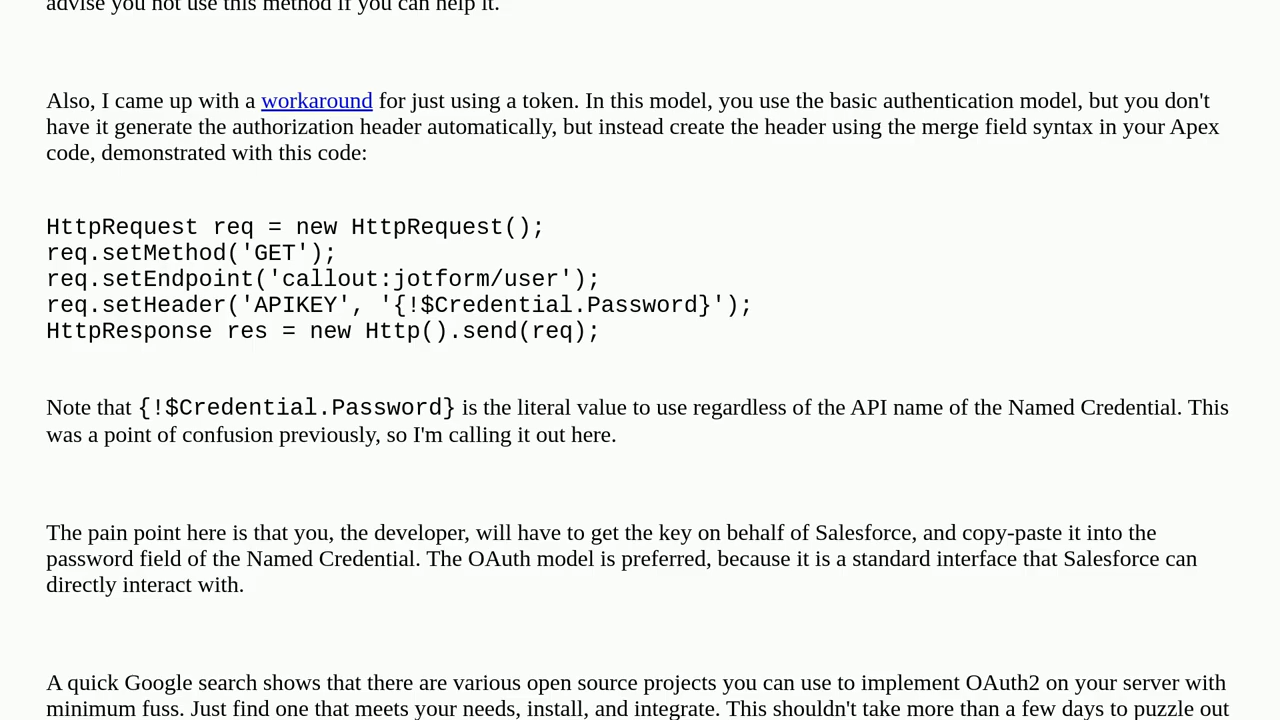 advise you not use this method if you can help it.
Also, I came up with a workaround for just using a token. In this model, you use the basic authentication model, but you don't
have it generate the authorization header automatically, but instead create the header using the merge field syntax in your Apex
code, demonstrated with this code:
HttpRequest req = new HttpRequest();
req.setMethod('GET');
req.setEndpoint('callout:jotform/user');
req.setHeader('APIKEY', '{!$Credential.Password}');
HttpResponse res = new Http().send(req);
Note that {!$Credential.Password} is the literal value to use regardless of the API name of the Named Credential. This
was a point of confusion previously, so I'm calling it out here.
The pain point here is that you, the developer, will have to get the key on behalf of Salesforce, and copy-paste it into the
password field of the Named Credential. The OAuth model is preferred, because it is a standard interface that Salesforce can
directly interact with.
A quick Google search shows that there are various open source projects you can use to implement OAuth2 on your server with
minimum fuss. Just find one that meets your needs, install, and integrate. This shouldn't take more than a few days to puzzle out